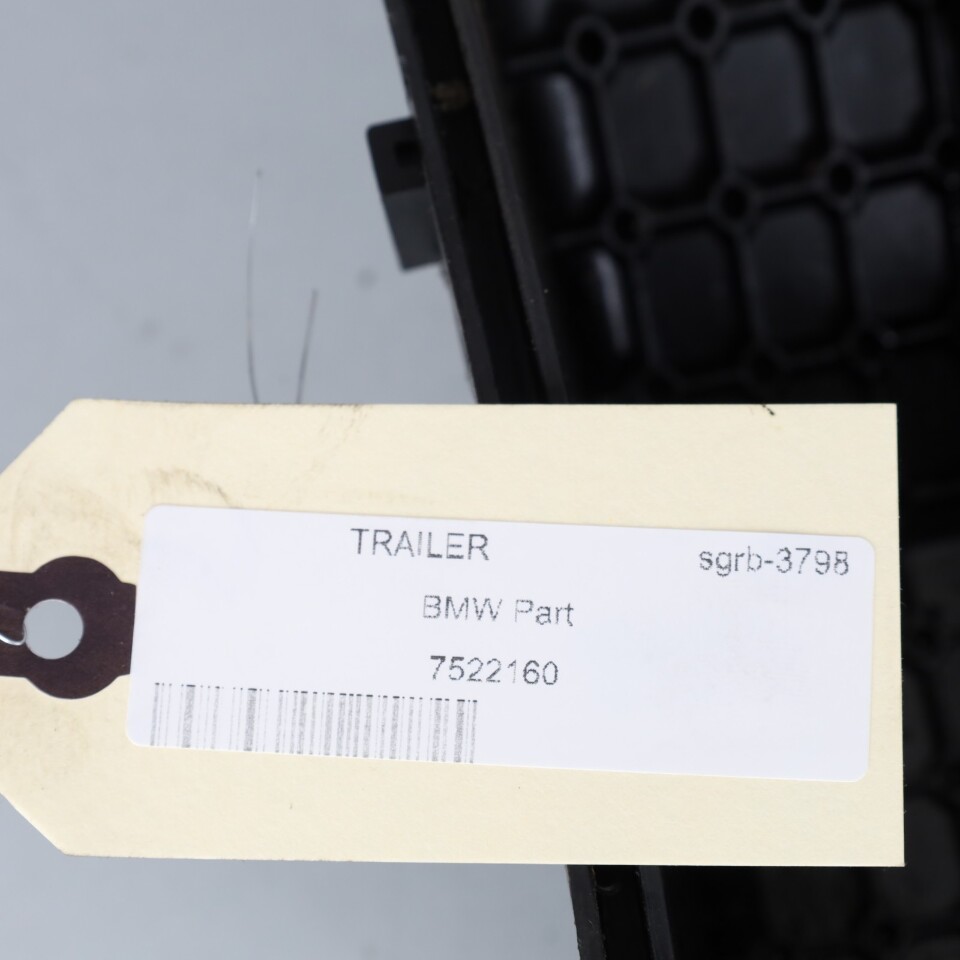 TRAILER sgrb-3798
BMW Part
7522160